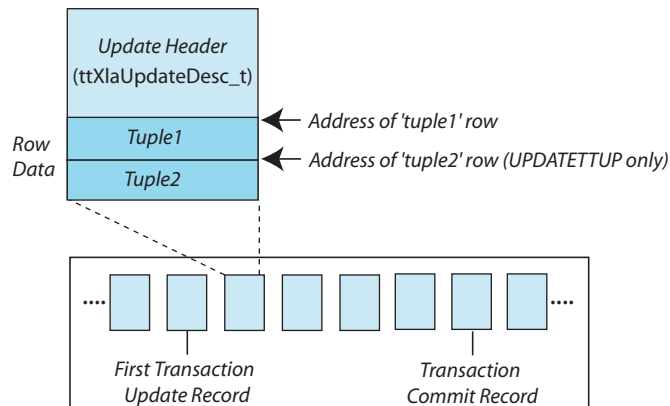 Update Header
(ttXlaUpdateDesc_t)
Address of 'tuple1' row
Tuple1
Row
Data
Address of 'tuple2' row (UPDATETTUP only)
Tuple2
....
....
First Transaction
Update Record
Transaction
Commit Record